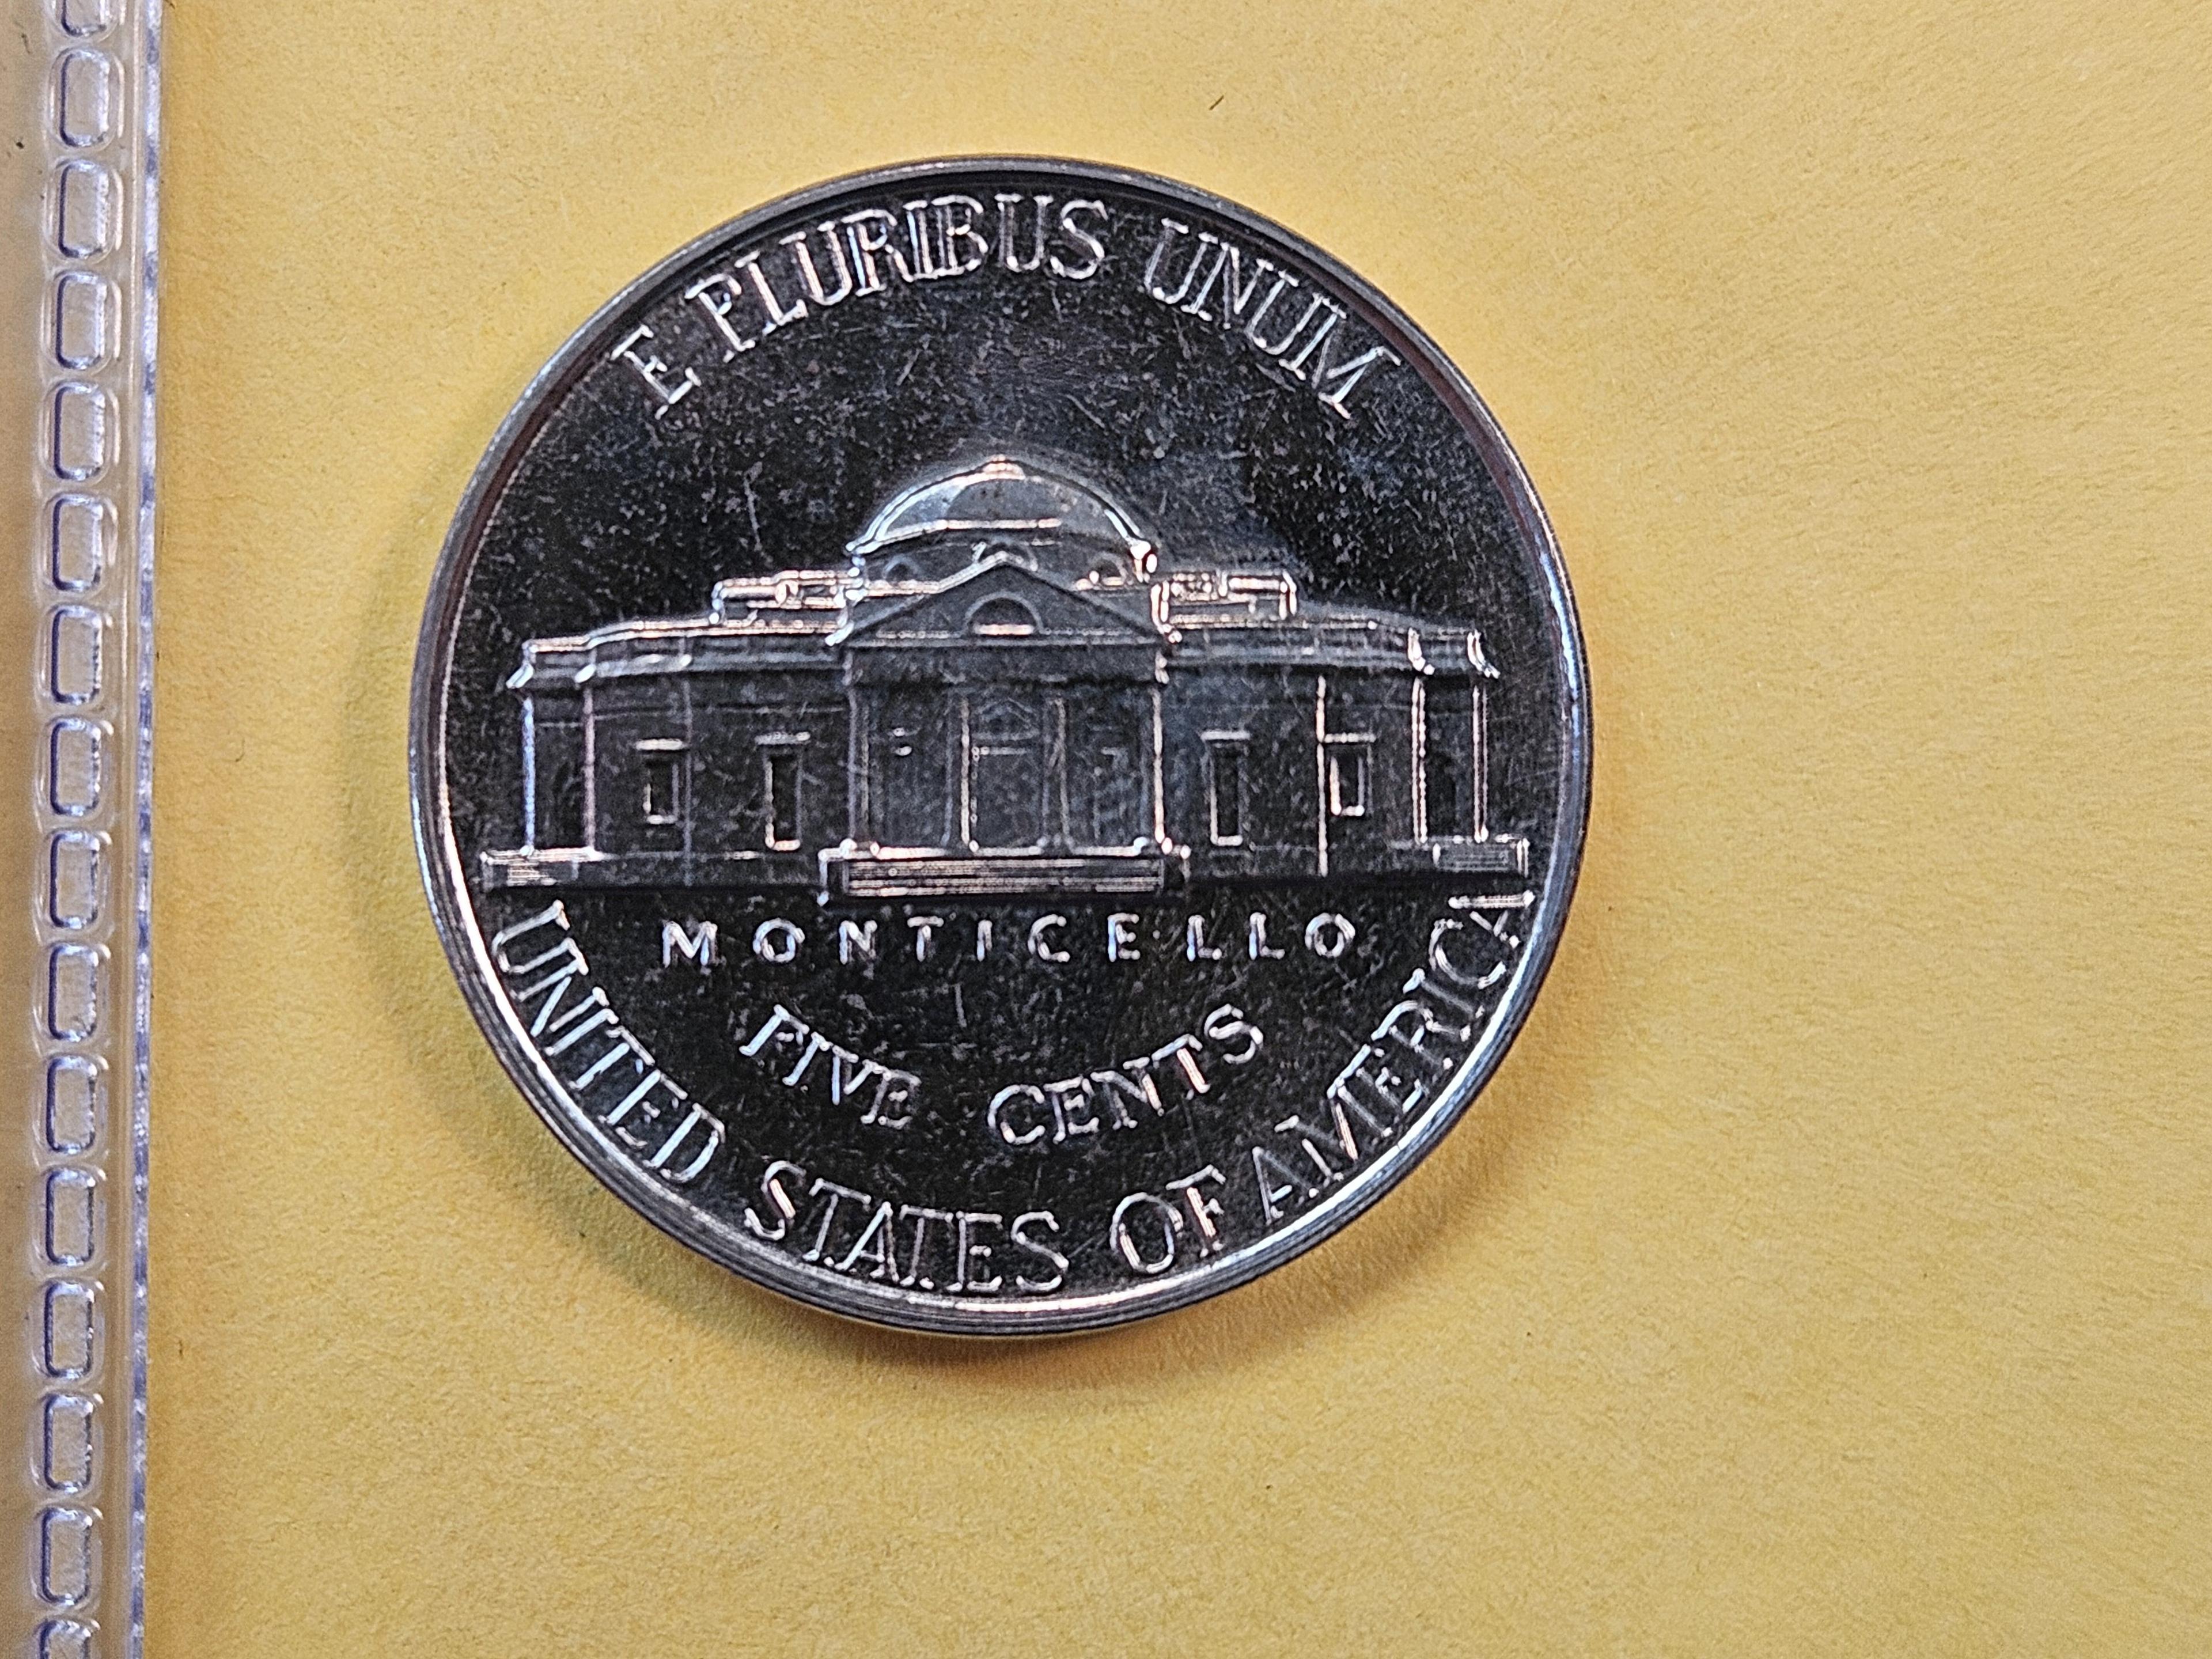 E PLURIBUS UNUM
MONTICELLO
FIVE CENTS
UNITED STATES OF AMERICA